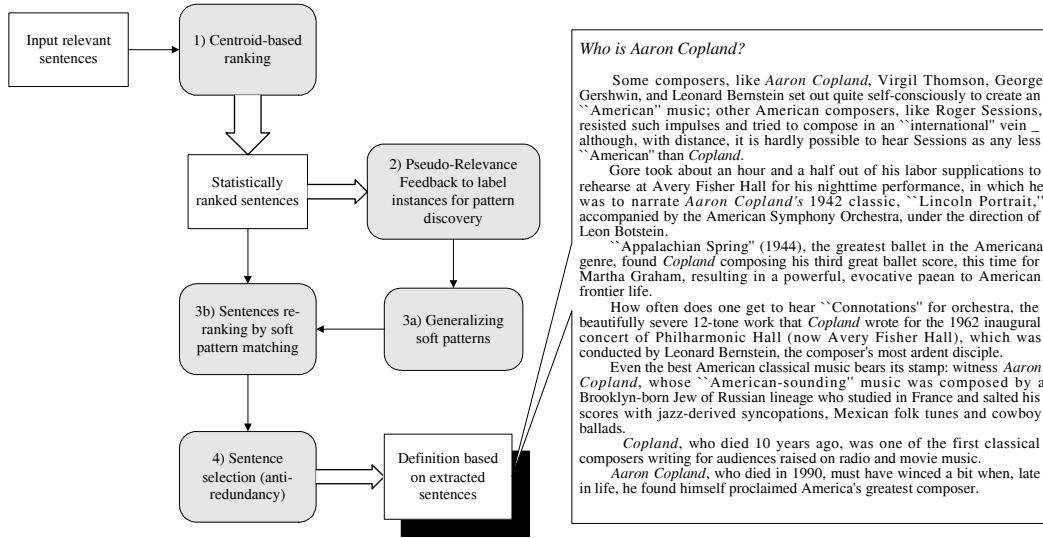 Input relevant
sentences
1) Centroid-based
ranking
Statistically
ranked sentences
2) Pseudo-Relevance
Feedback to label
instances for pattern
discovery
3b) Sentences re-
ranking by soft
pattern matching
3a) Generalizing
soft patterns
4) Sentence
selection (anti-
redundancy)
Definition based
on extracted
sentences
Who is Aaron Copland?
Some composers, like Aaron Copland, Virgil Thomson, George
Gershwin, and Leonard Bernstein set out quite self-consciously to create an
``American'' music; other American composers, like Roger Sessions,
resisted such impulses and tried to compose in an ``international'' vein _
although, with distance, it is hardly possible to hear Sessions as any less
``American'' than Copland.
Gore took about an hour and a half out of his labor supplications to
rehearse at Avery Fisher Hall for his nighttime performance, in which he
was to narrate Aaron Copland's 1942 classic, ``Lincoln Portrait,''
accompanied by the American Symphony Orchestra, under the direction of
Leon Botstein.
``Appalachian Spring'' (1944), the greatest ballet in the Americana
genre, found Copland composing his third great ballet score, this time for
Martha Graham, resulting in a powerful, evocative paean to American
frontier life.
How often does one get to hear ``Connotations'' for orchestra, the
beautifully severe 12-tone work that Copland wrote for the 1962 inaugural
concert of Philharmonic Hall (now Avery Fisher Hall), which was
conducted by Leonard Bernstein, the composer's most ardent disciple.
Even the best American classical music bears its stamp: witness Aaron
Copland, whose ``American-sounding'' music was composed by a
Brooklyn-born Jew of Russian lineage who studied in France and salted his
scores with jazz-derived syncopations, Mexican folk tunes and cowboy
ballads.
Copland, who died 10 years ago, was one of the first classical
composers writing for audiences raised on radio and movie music.
Aaron Copland, who died in 1990, must have winced a bit when, late
in life, he found himself proclaimed America's greatest composer.